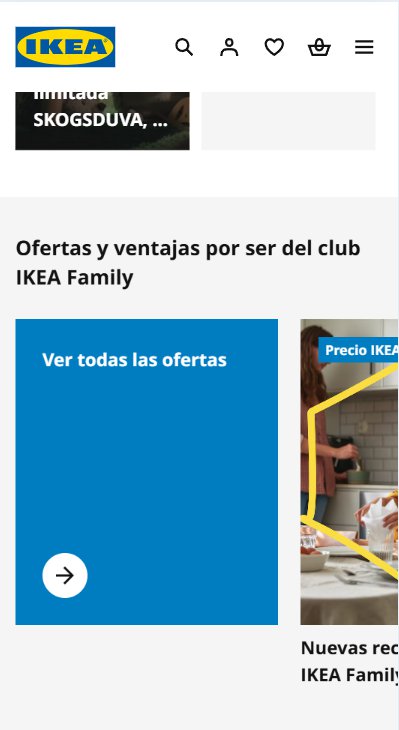 IKEA
limitada
SKOGSDUVA, ...
Ofertas y ventajas por ser del club
IKEA Family
Ver todas las ofertas
Precio IKEA
Nuevas rec
IKEA Family